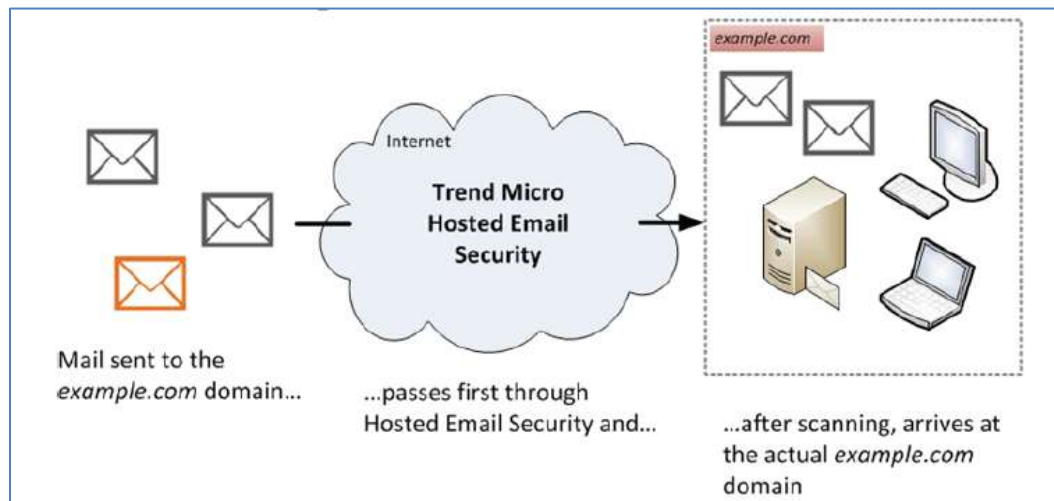 example.com
Internet
Trend Micro
Hosted Email
Security
Mail sent to the
example.com domain...
...passes first through
Hosted Email Security and...
...after scanning, arrives at
the actual example.com
domain